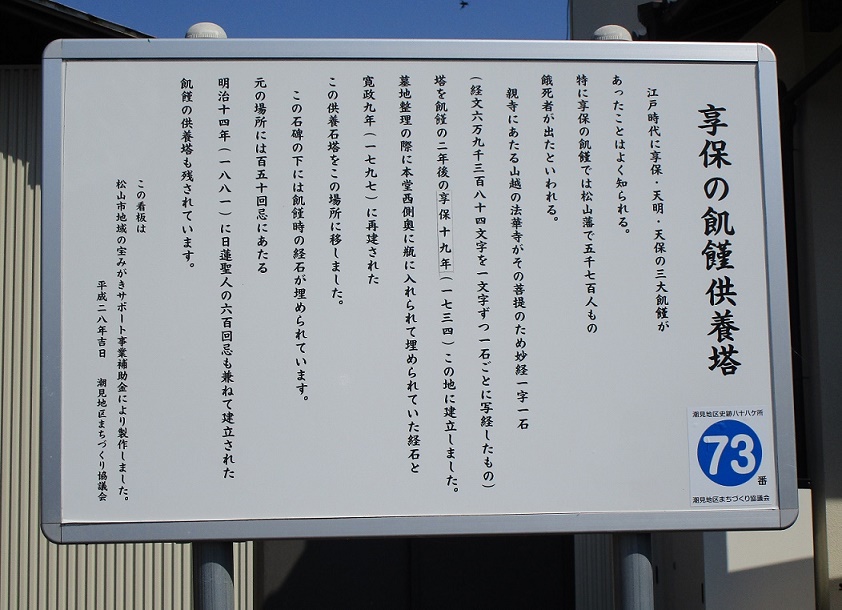 享保の飢饉供養塔
江戸時代に享保・天明・天保の三大飢饉が
あったことはよく知られる。
特に享保の飢饉では松山藩で五千七百人もの
餓死者が出たといわれる。
親寺にあたる山越の法華寺がその菩提のため妙経一字一石
(経文六万九千三百八十四文字を一文字ずつ一石ごとに写経したもの)
塔を飢饉の二年後の享保十九年(一七三四)この地に建立しました。
墓地整理の際に本堂西側奥に瓶に入れられて埋められていた経石と
寛政九年(一七九七)に再建された
この供養石塔をこの場所に移しました。
この石碑の下には飢饉時の経石が埋められています。
元の場所には百五十回忌にあたる
明治十四年(一八八一)に日蓮聖人の六百回忌も兼ねて建立された
飢饉の供養塔も残されています。
この看板は
松山市地域の宝みがきサポート事業補助金により製作しました。
平成二八年吉日 潮見地区まちづくり協議会
潮見地区史跡八十八ケ所
73
番
潮見地区まちづくり協議会